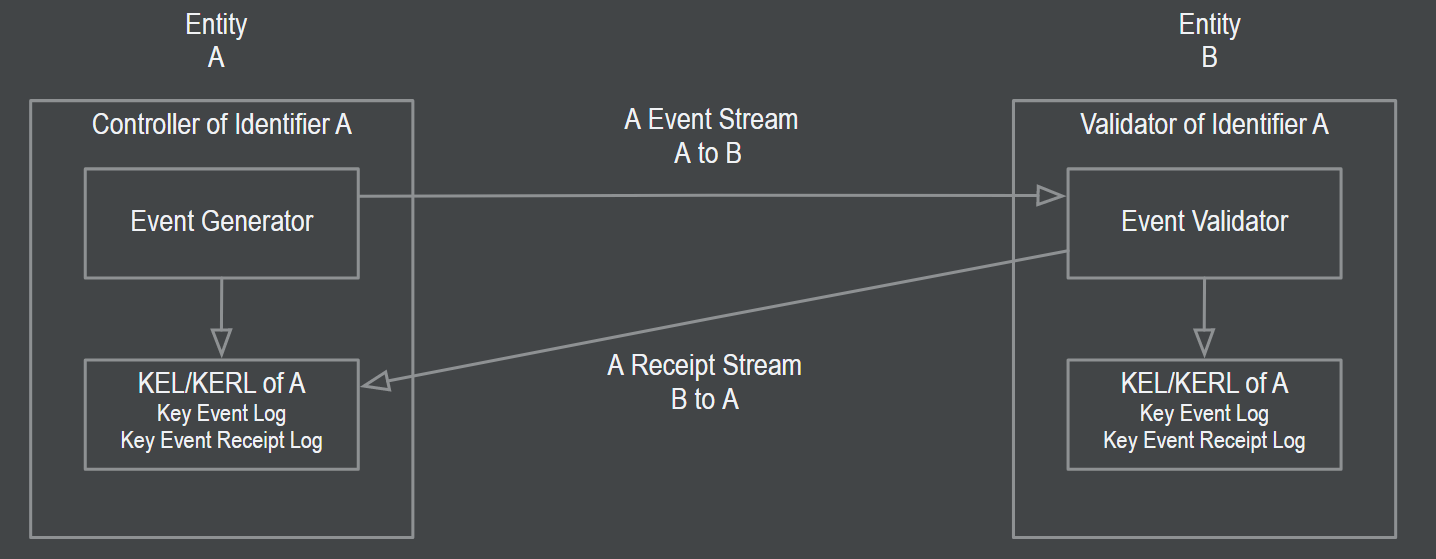 Entity
A
Entity
B
Controller of Identifier A
A Event Stream
A to B
Validator of Identifier A
Event Generator
Event Validator
A Receipt Stream
B to A
KEL/KERL of A
Key Event Log
Key Event Receipt Log
KEL/KERL of A
Key Event Log
Key Event Receipt Log